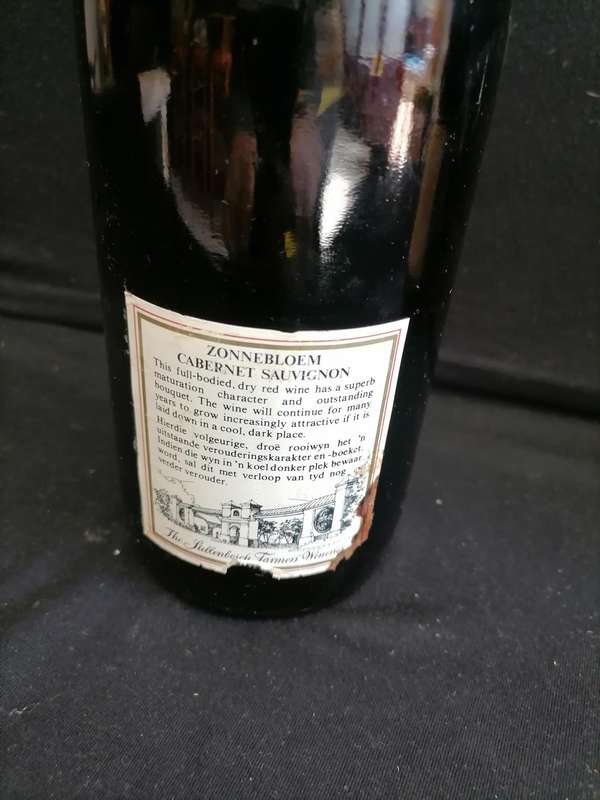 ZONNEBLOEM
CABERNET SAUVIGNON
This full-bodied, dry red wine has a superb
maturation character and outstanding
bouquet. The wine will continue for many
years to grow increasingly attractive if it is
laid down in a cool, dark place.
Hierdie volgeurige, droë rooiwyn het 'n
uitstaande verouderingskarakter en -boeket.
Indien die wyn in 'n koel donker plek bewaar
word, sal dit met verloop van tyd nog
verder verouder.
The Stellenbosch Farmers Winery